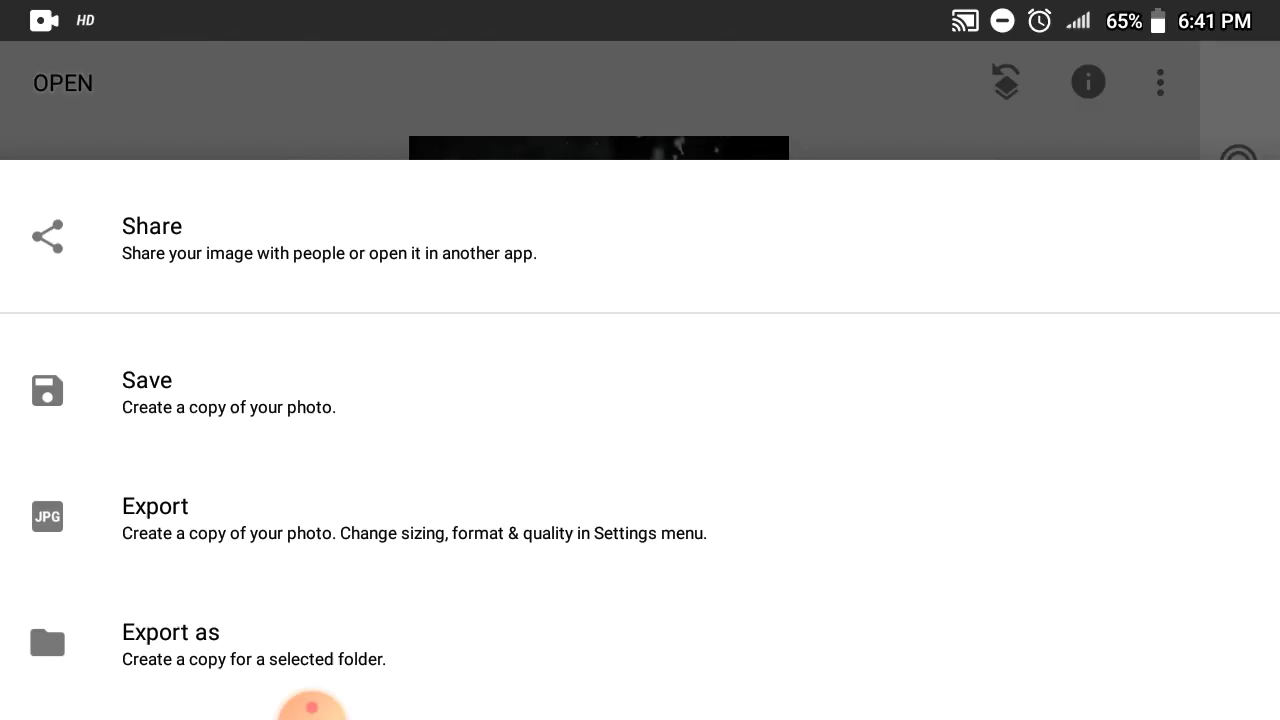 HD
65%
6:41 PM
OPEN
Share
Share your image with people or open it in another app.
Save
Create a copy of your photo.
JPG
Export
Create a copy of your photo. Change sizing, format & quality in Settings menu.
Export as
Create a copy for a selected folder.